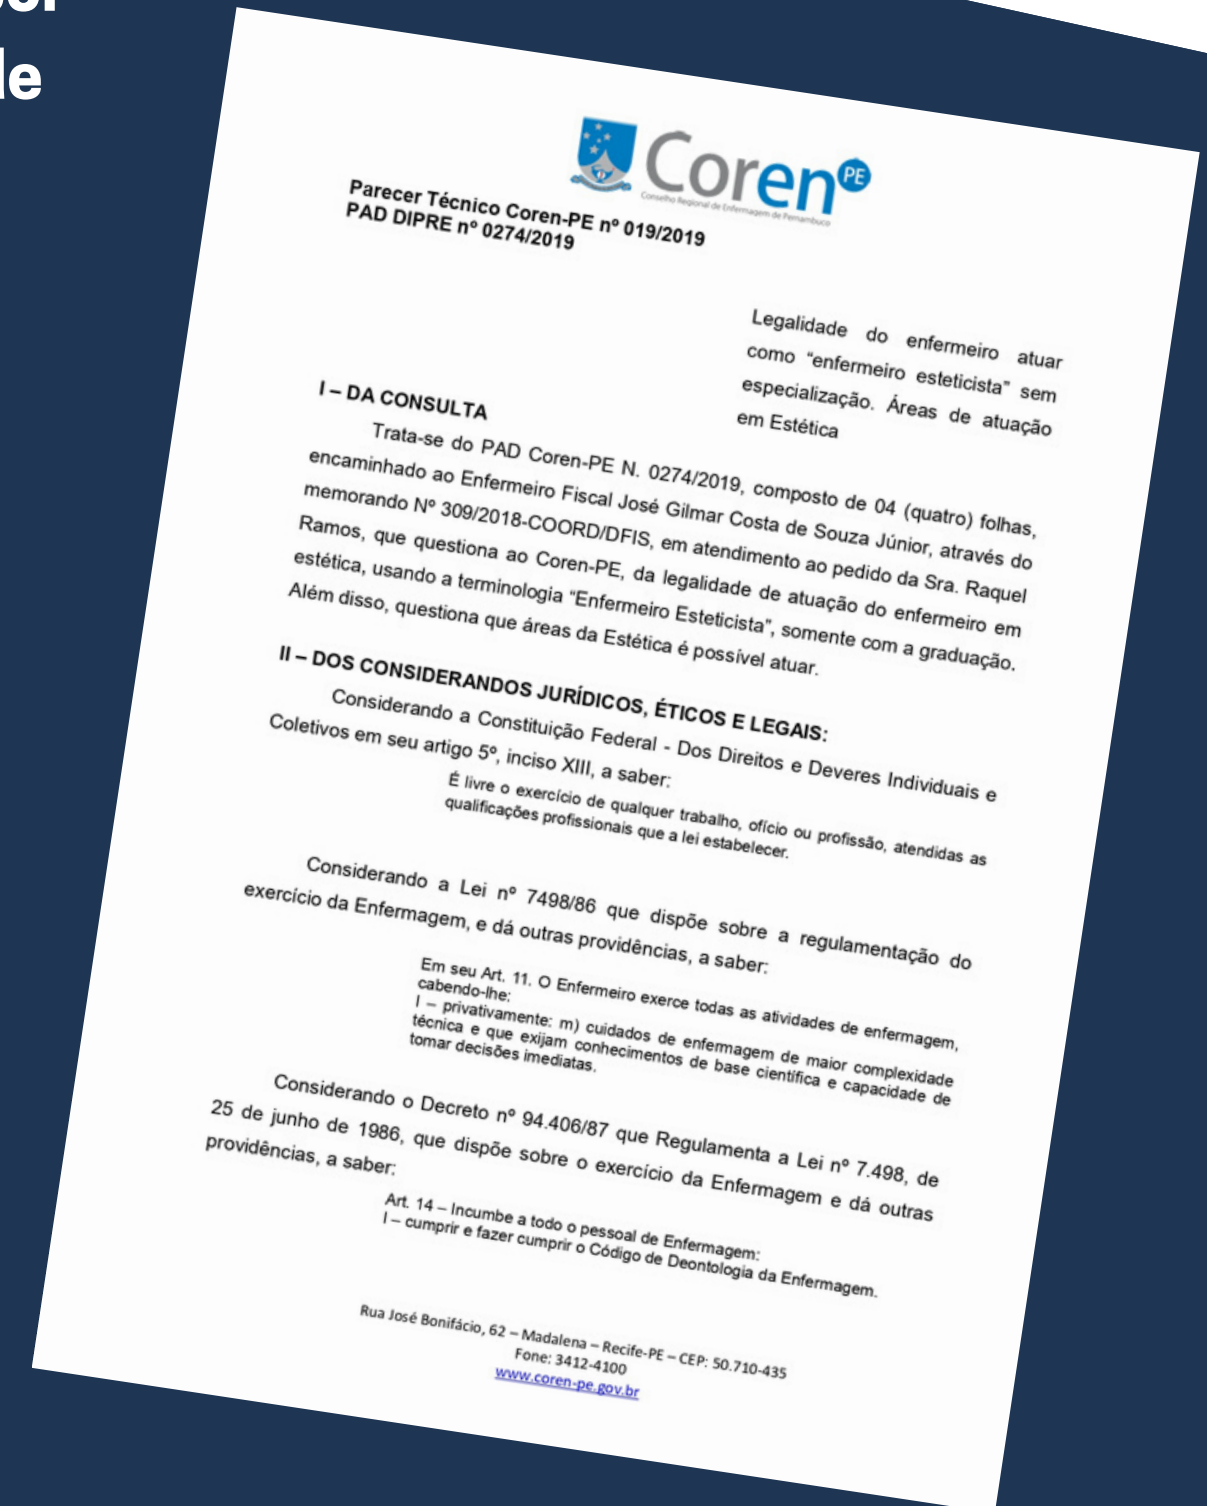 de
Coren PE
Conselho Regional de Enfermagem de Pernambuco
Parecer Técnico Coren-PE nº 019/2019
PAD DIPRE nº 0274/2019
Legalidade do enfermeiro atuar
como “enfermeiro esteticista” sem
especialização. Áreas de atuação
em Estética
I – DA CONSULTA
Trata-se do PAD Coren-PE N. 0274/2019, composto de 04 (quatro) folhas,
encaminhado ao Enfermeiro Fiscal José Gilmar Costa de Souza Júnior, através do
memorando Nº 309/2018-COORD/DFIS, em atendimento ao pedido da Sra. Raquel
Ramos, que questiona ao Coren-PE, da legalidade de atuação do enfermeiro em
estética, usando a terminologia “Enfermeiro Esteticista”, somente com a graduação.
Além disso, questiona que áreas da Estética é possível atuar.
II – DOS CONSIDERANDOS JURÍDICOS, ÉTICOS E LEGAIS:
Considerando a Constituição Federal - Dos Direitos e Deveres Individuais e
Coletivos em seu artigo 5º, inciso XIII, a saber:
É livre o exercício de qualquer trabalho, ofício ou profissão, atendidas as
qualificações profissionais que a lei estabelecer.
Considerando a Lei nº 7498/86 que dispõe sobre a regulamentação do
exercício da Enfermagem, e dá outras providências, a saber:
Em seu Art. 11. O Enfermeiro exerce todas as atividades de enfermagem,
cabendo-lhe:
I – privativamente: m) cuidados de enfermagem de maior complexidade
técnica e que exijam conhecimentos de base científica e capacidade de
tomar decisões imediatas.
Considerando o Decreto nº 94.406/87 que Regulamenta a Lei nº 7.498, de
25 de junho de 1986, que dispõe sobre o exercício da Enfermagem e dá outras
providências, a saber:
Art. 14 – Incumbe a todo o pessoal de Enfermagem:
I – cumprir e fazer cumprir o Código de Deontologia da Enfermagem.
Rua José Bonifácio, 62 – Madalena – Recife-PE – CEP: 50.710-435
Fone: 3412-4100
www.coren-pe.gov.br